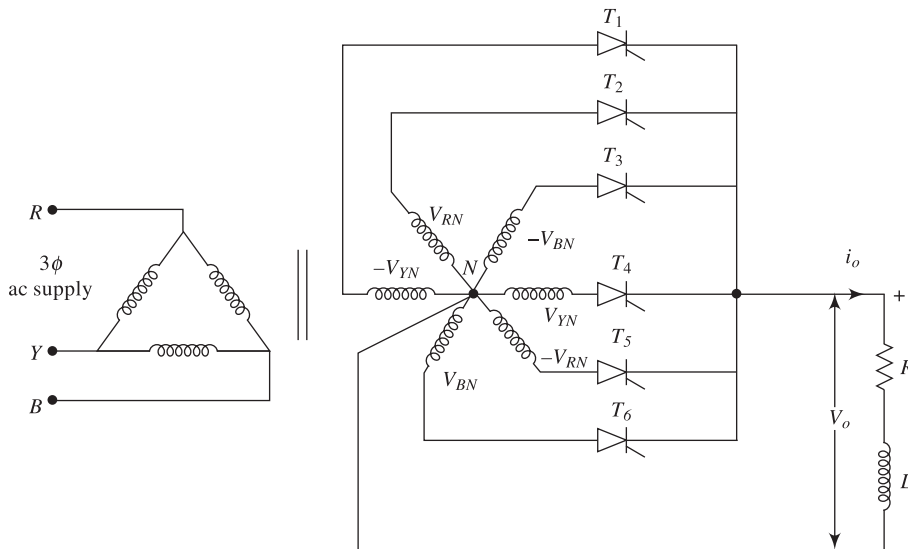 T1
T2
T3
R
VRN
−VBN
3ϕ
ac supply
−VYN
N
T4
io
+
VYN
Y
T5
−VRN
R
VBN
B
T6
Vo
L